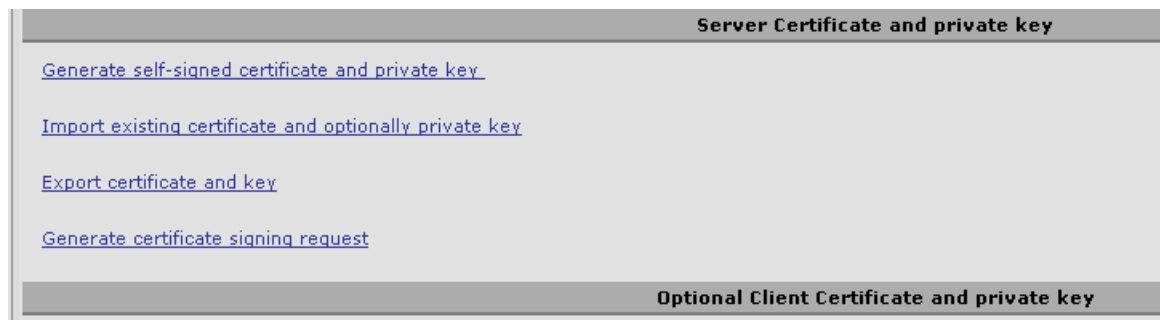 Server Certificate and private key
Generate self-signed certificate and private key
Import existing certificate and optionally private key
Export certificate and key
Generate certificate signing request
Optional Client Certificate and private key